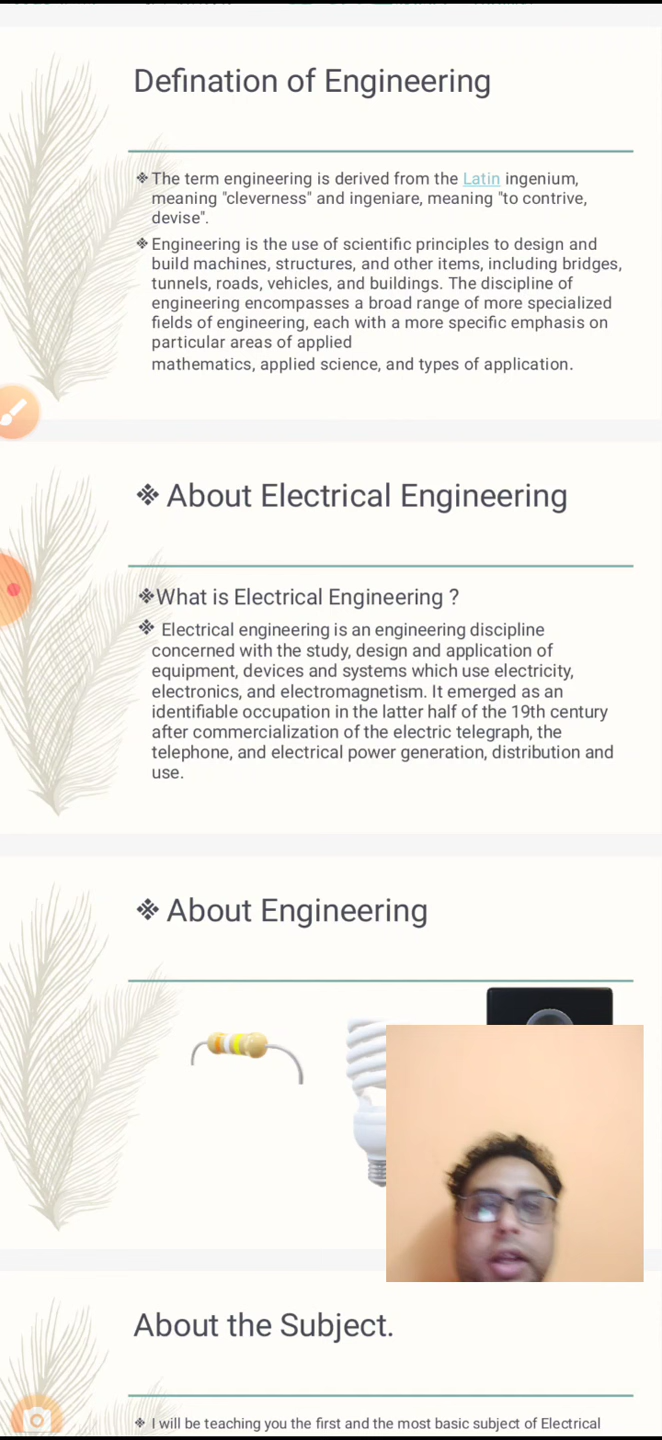 Defination of Engineering
❖ The term engineering is derived from the Latin ingenium,
meaning "cleverness" and ingeniare, meaning "to contrive,
devise".
❖ Engineering is the use of scientific principles to design and
build machines, structures, and other items, including bridges,
tunnels, roads, vehicles, and buildings. The discipline of
engineering encompasses a broad range of more specialized
fields of engineering, each with a more specific emphasis on
particular areas of applied
mathematics, applied science, and types of application.
❖ About Electrical Engineering
❖What is Electrical Engineering ?
❖ Electrical engineering is an engineering discipline
concerned with the study, design and application of
equipment, devices and systems which use electricity,
electronics, and electromagnetism. It emerged as an
identifiable occupation in the latter half of the 19th century
after commercialization of the electric telegraph, the
telephone, and electrical power generation, distribution and
use.
❖ About Engineering
About the Subject.
❖ I will be teaching you the first and the most basic subject of Electrical